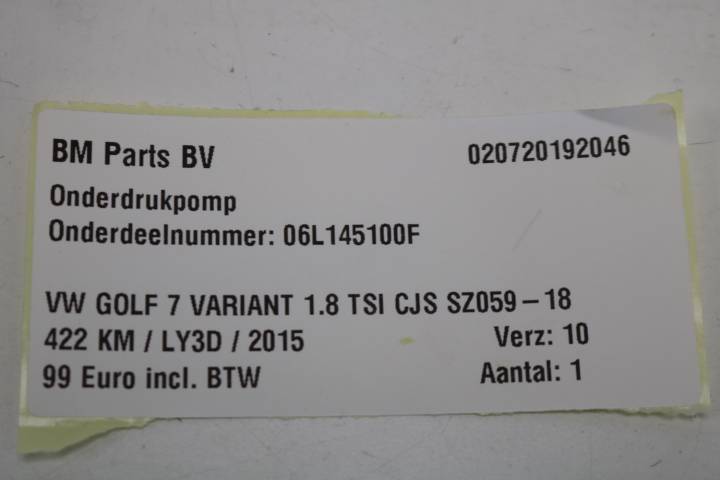 BM Parts BV 020720192046
Onderdrukpomp
Onderdeelnummer: 06L145100F
VW GOLF 7 VARIANT 1.8 TSI CJS SZ059-18
422 KM / LY3D / 2015 Verz: 10
99 Euro incl. BTW Aantal: 1